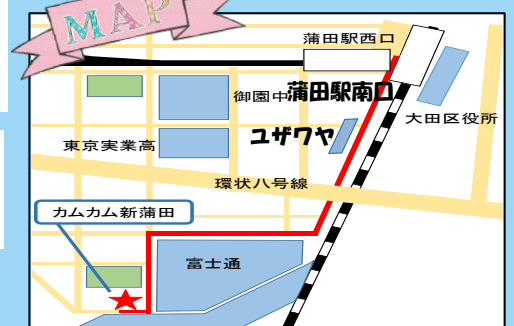 MAP
蒲田駅西口
御園中
蒲田駅南口
大田区役所
ユザワヤ
東京実業高
環状八号線
カムカム新蒲田
富士通